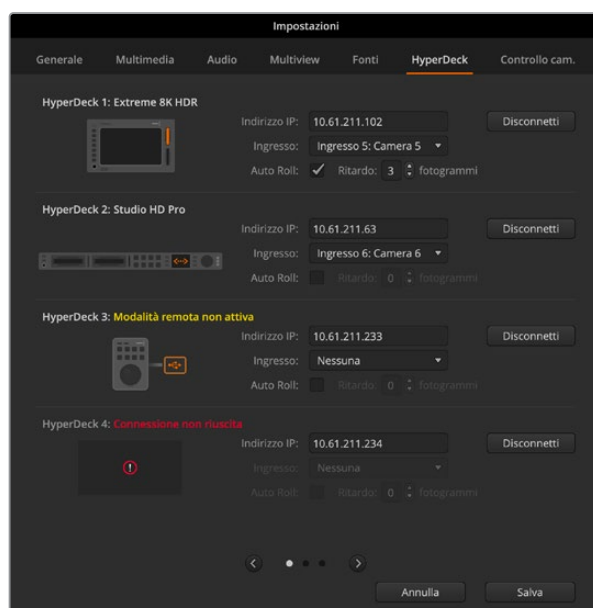 Impostazioni
Generale Multimedia Audio Multiview Fonti HyperDeck Controllo cam.
HyperDeck 1: Extreme 8K HDR
Indirizzo IP: 10.61.211.102 Disconnetti
Ingresso: Ingresso 5: Camera 5
Auto Roll: Ritardo: 3 fotogrammi
HyperDeck 2: Studio HD Pro
Indirizzo IP: 10.61.211.63 Disconnetti
Ingresso: Ingresso 6: Camera 6
Auto Roll: Ritardo: 0 fotogrammi
HyperDeck 3: Modalità remota non attiva
Indirizzo IP: 10.61.211.233 Disconnetti
Ingresso: Nessuna
Auto Roll: Ritardo: 0 fotogrammi
HyperDeck 4: Connessione non riuscita
Indirizzo IP: 10.61.211.234 Disconnetti
Ingresso: Nessuna
Auto Roll: Ritardo: 0 fotogrammi
Annulla Salva